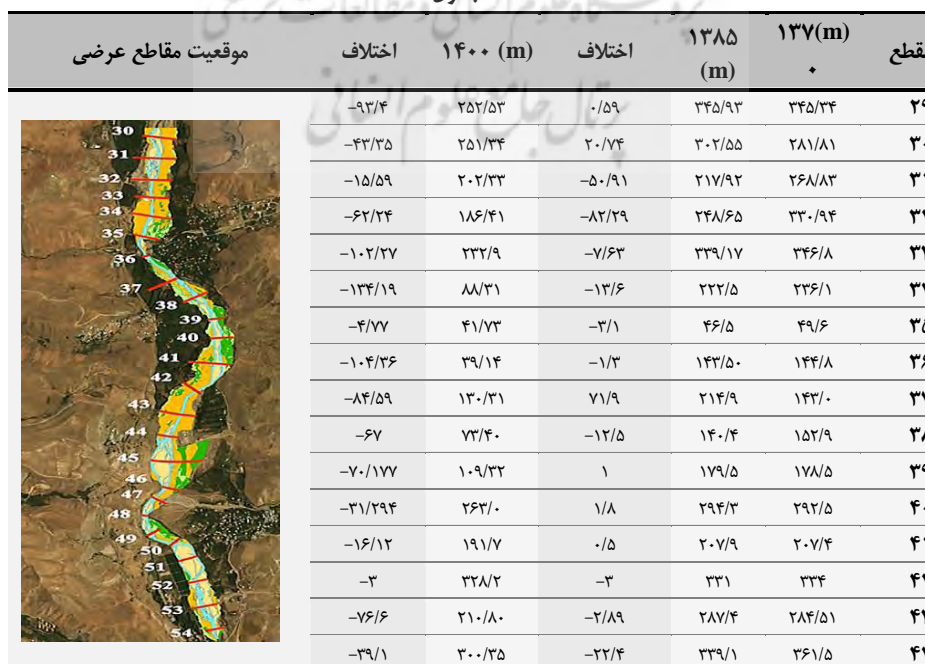 قطع ۱۳۷(m)۰ ۱۳۸۵ (m) اختلاف ۱۴۰۰ (m) اختلاف موقعیت مقاطع عرضی
۳۴۵/۳۴ ۳۴۵/۹۳ ۰/۵۹ ۲۵۲/۵۳ −۹۳/۴
۲۸۱/۸۱ ۳۰۲/۵۵ ۲۰/۷۴ ۲۵۱/۳۴ −۴۳/۳۵
۲۶۸/۸۳ ۲۱۷/۹۲ −۵۰/۹۱ ۲۰۲/۳۳ −۱۵/۵۹
۳۳۰/۹۴ ۲۴۸/۶۵ −۸۲/۲۹ ۱۸۶/۴۱ −۶۲/۲۴
۳۴۶/۸ ۳۳۹/۱۷ −۷/۶۳ ۲۳۲/۹ −۱۰۲/۲۷
۲۳۶/۱ ۲۲۲/۵ −۱۳/۶ ۸۸/۳۱ −۱۳۴/۱۹
۴۹/۶ ۴۶/۵ −۳/۱ ۴۱/۷۳ −۴/۷۷
۱۴۴/۸ ۱۴۳/۵۰ −۱/۳ ۳۹/۱۴ −۱۰۴/۳۶
۱۴۳/۰ ۲۱۴/۹ ۷۱/۹ ۱۳۰/۳۱ −۸۴/۵۹
۱۵۲/۹ ۱۴۰/۴ −۱۲/۵ ۷۳/۴۰ −۶۷
۱۷۸/۵ ۱۷۹/۵ ۱ ۱۰۹/۳۲ −۷۰/۱۷۷
۲۹۲/۵ ۲۹۴/۳ ۱/۸ ۲۶۳/۰ −۳۱/۲۹۴
۲۰۷/۴ ۲۰۷/۹ ۰/۵ ۱۹۱/۷ −۱۶/۱۲
۳۳۴ ۳۳۱ −۳ ۳۲۸/۲ −۳
۲۸۴/۵۱ ۲۸۷/۴ −۲/۸۹ ۲۱۰/۸۰ −۷۶/۶
۳۶۱/۵ ۳۳۹/۱ −۲۲/۴ ۳۰۰/۳۵ −۳۹/۱
30
31
32
33
34
35
36
37
38
39
40
41
42
43
44
45
46
47
48
49
50
51
52
53
54
پرتال جامع علوم انسانی